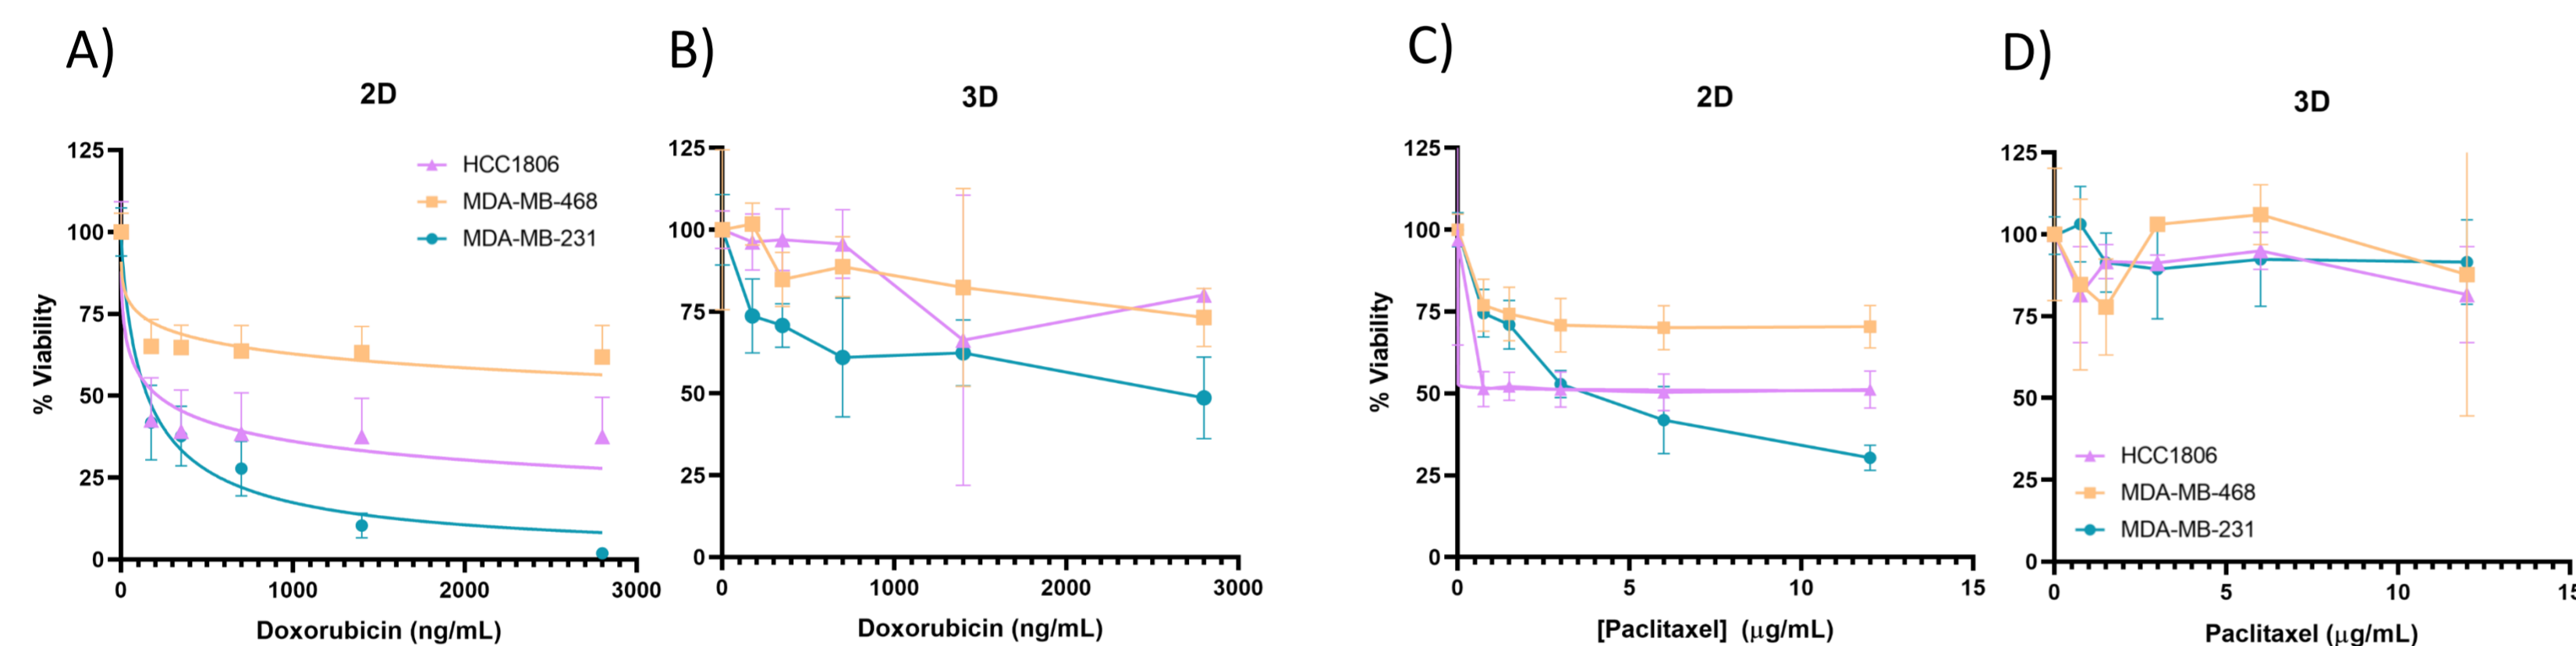 A)
2D
125
100
75
50
25
0
% Viability
HCC1806
MDA-MB-468
MDA-MB-231
0 1000 2000 3000
Doxorubicin (ng/mL)
B)
3D
125
100
75
50
25
0
0 1000 2000 3000
Doxorubicin (ng/mL)
C)
2D
125
100
75
50
25
0
% Viability
0 5 10 15
[Paclitaxel] (μg/mL)
D)
3D
125
100
75
50
25
0
HCC1806
MDA-MB-468
MDA-MB-231
0 5 10 15
Paclitaxel (μg/mL)